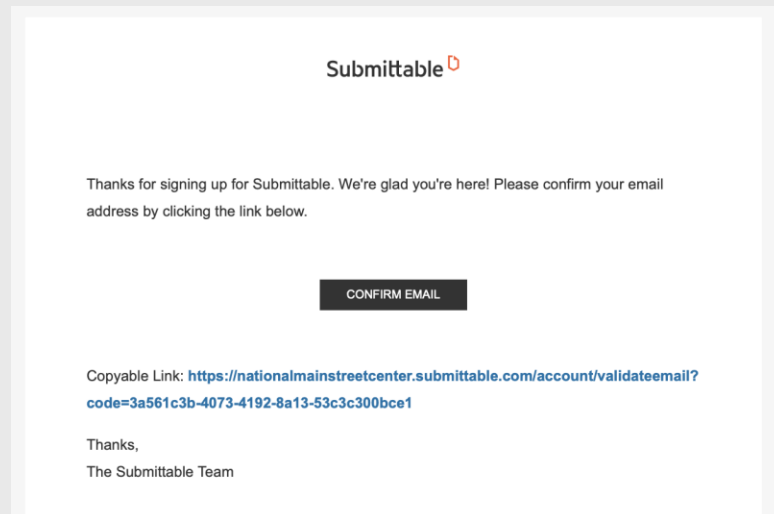 Submittable
Thanks for signing up for Submittable. We're glad you're here! Please confirm your email
address by clicking the link below.
CONFIRM EMAIL
Copyable Link: https://nationalmainstreetcenter.submittable.com/account/validateemail?
code=3a561c3b-4073-4192-8a13-53c3c300bce1
Thanks,
The Submittable Team